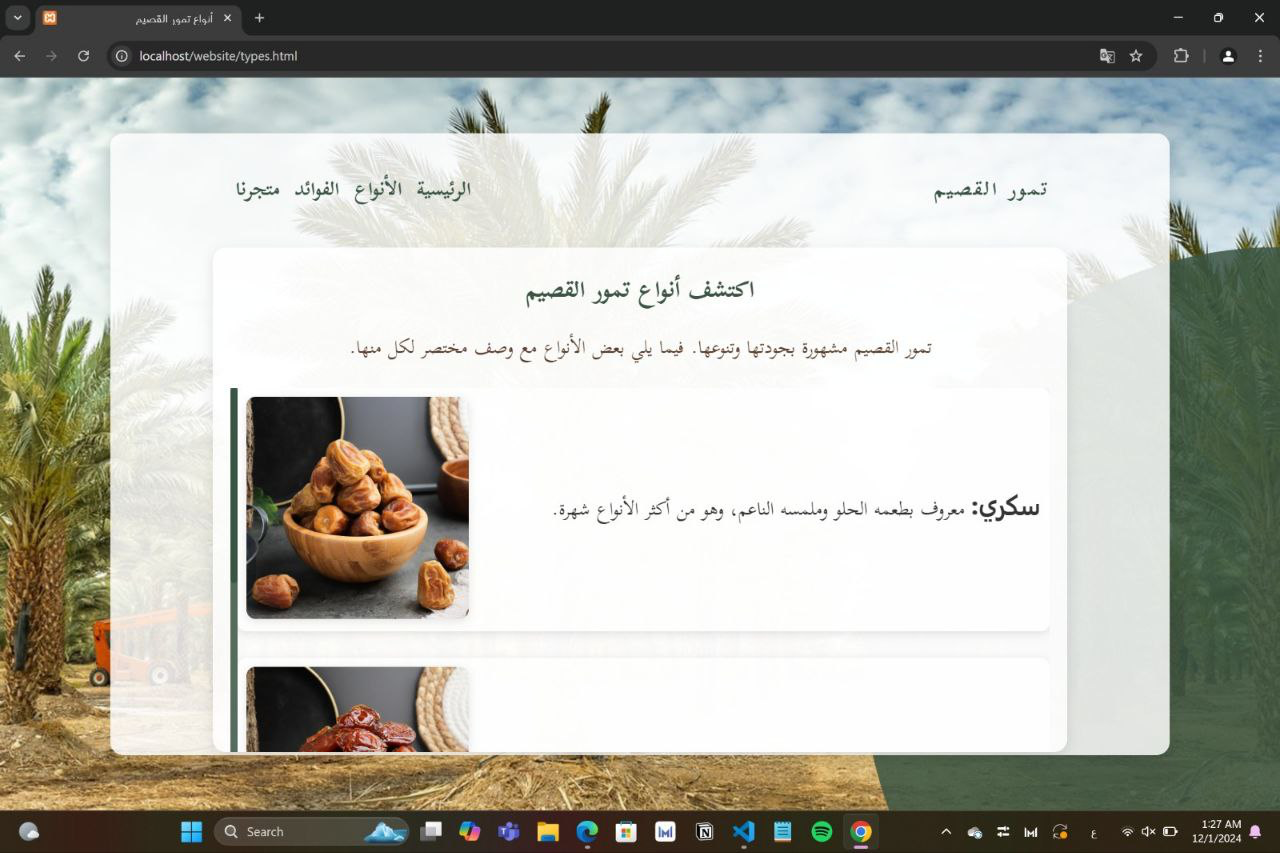 أنواع تمور القصيم
localhost/website/types.html
تمور القصيم
الرئيسية الأنواع الفوائد متجرنا
اكتشف أنواع تمور القصيم
تمور القصيم مشهورة بجودتها وتنوعها. فيما يلي بعض الأنواع مع وصف مختصر لكل منها.
سكري: معروف بطعمه الحلو وملمسه الناعم، وهو من أكثر الأنواع شهرة.
Search
ع
1:27 AM
12/1/2024